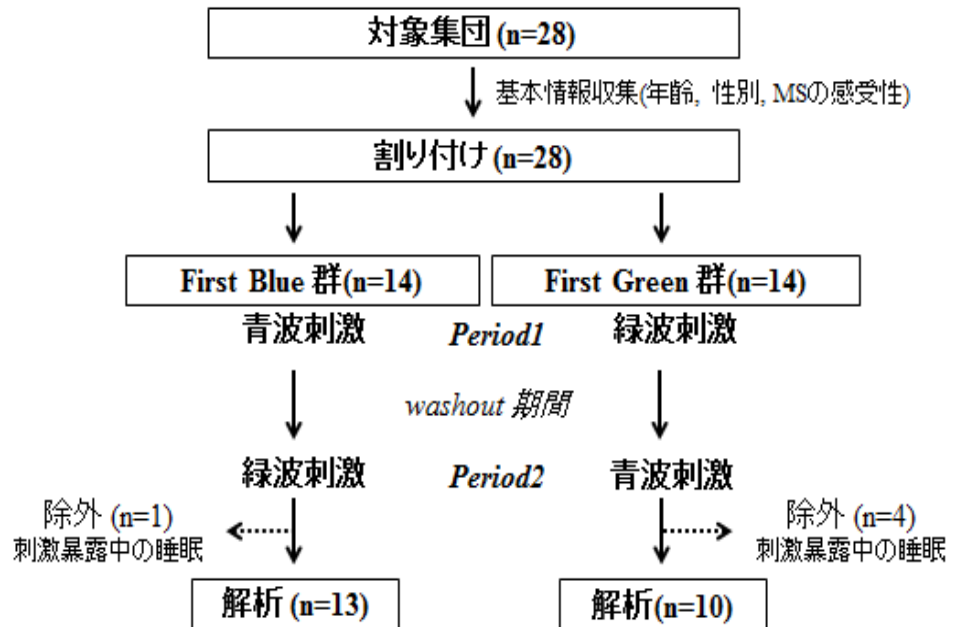 対象集団 (n=28)
基本情報収集(年齢, 性別, MSの感受性)
割り付け (n=28)
First Blue 群(n=14)
First Green 群(n=14)
青波刺激
Period1
緑波刺激
washout 期間
緑波刺激
Period2
青波刺激
除外 (n=1)
刺激暴露中の睡眠
除外 (n=4)
刺激暴露中の睡眠
解析 (n=13)
解析(n=10)